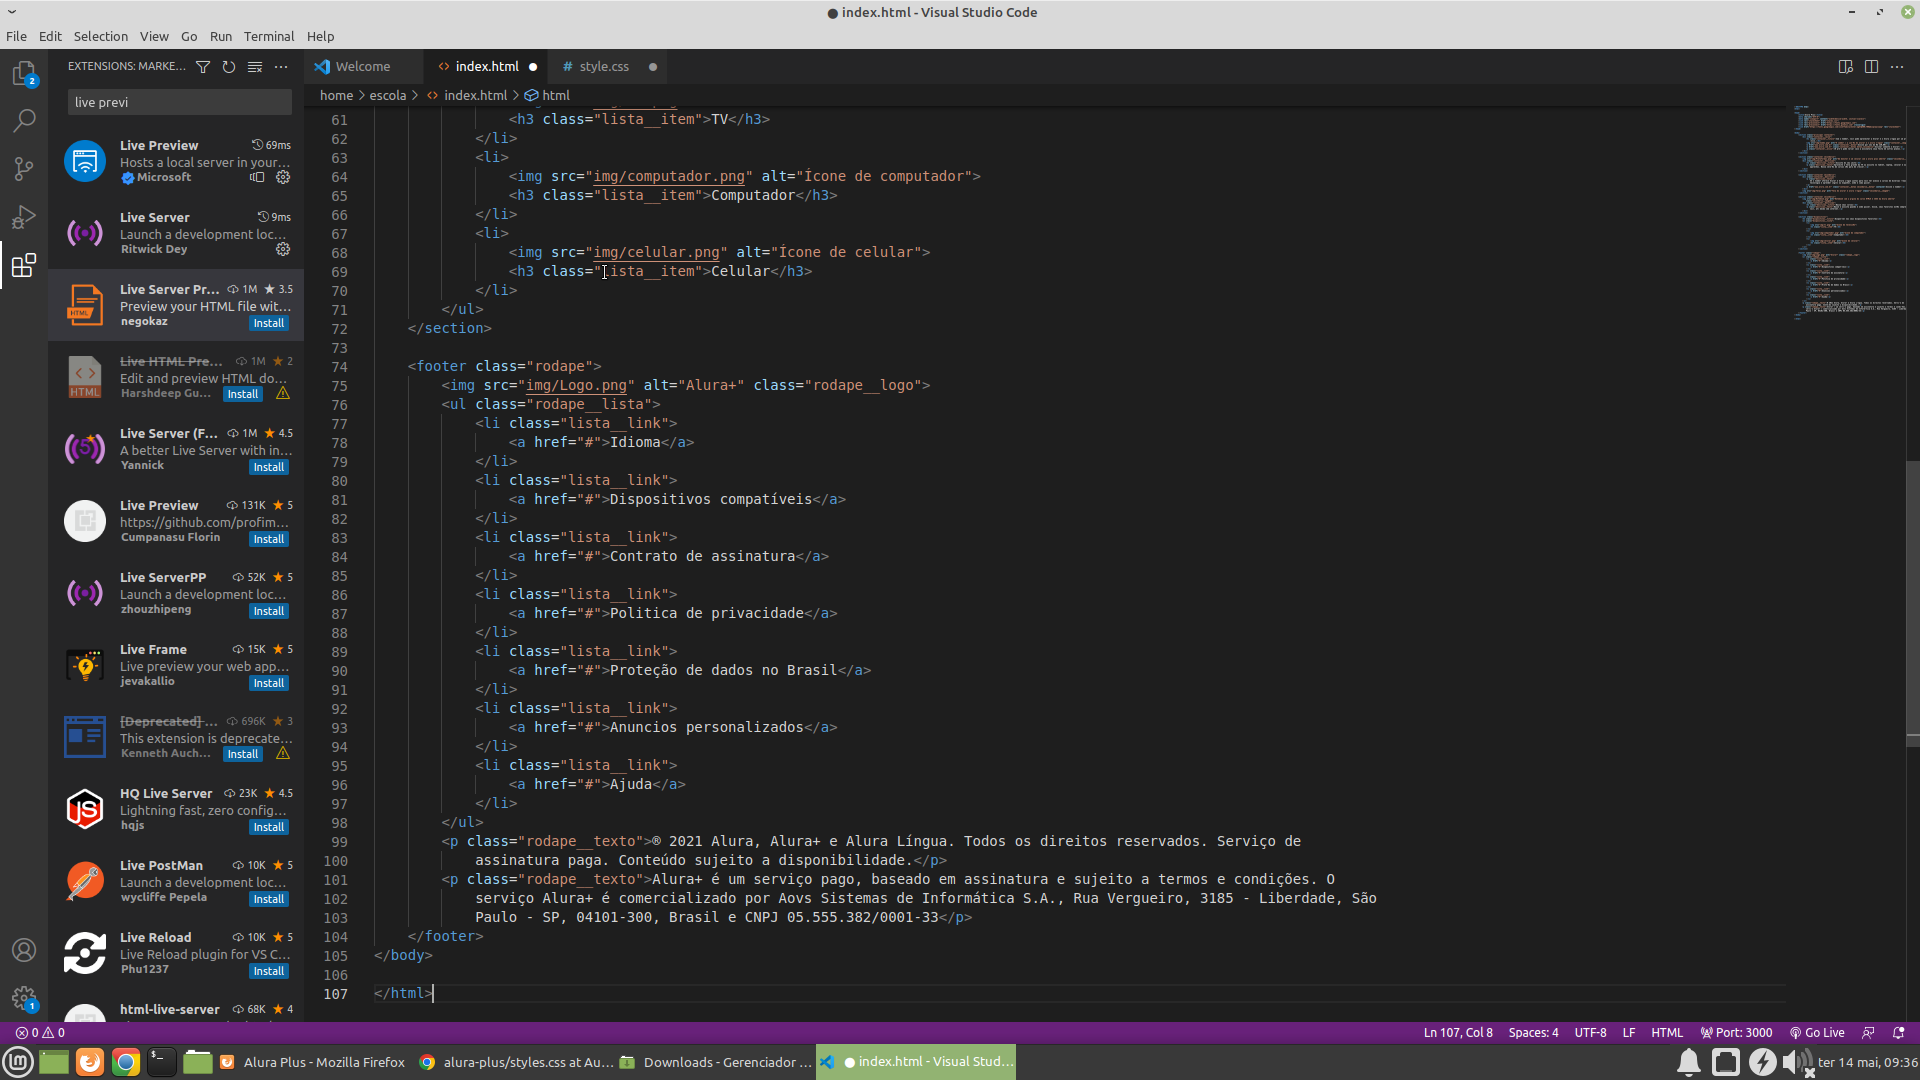 index.html - Visual Studio Code
File Edit Selection View Go Run Terminal Help
EXTENSIONS: MARKE...
live previ
Live Preview 69ms
Hosts a local server in your...
Microsoft
Live Server 9ms
Launch a development loc...
Ritwick Dey
Live Server Pr... 1M 3.5
Preview your HTML file wit...
negokaz Install
Live HTML Pre... 1M 2
Edit and preview HTML do...
Harshdeep Gu... Install
Live Server (F... 1M 4.5
A better Live Server with in...
Yannick Install
Live Preview 131K 5
https://github.com/profim...
Cumpanasu Florin Install
Live ServerPP 52K 5
Launch a development loc...
zhouzhipeng Install
Live Frame 15K 5
Live preview your web app...
jevakallio Install
[Deprecated] ... 696K 3
This extension is deprecate...
Kenneth Auch... Install
HQ Live Server 23K 4.5
Lightning fast, zero config...
hqjs Install
Live PostMan 10K 5
Launch a development loc...
wycliffe Pepela Install
Live Reload 10K 5
Live Reload plugin for VS C...
Phu1237 Install
html-live-server 68K 4
Welcome index.html style.css
home > escola > index.html > html
61 <h3 class="lista__item">TV</h3>
62 </li>
63 <li>
64 <img src="img/computador.png" alt="Ícone de computador">
65 <h3 class="lista__item">Computador</h3>
66 </li>
67 <li>
68 <img src="img/celular.png" alt="Ícone de celular">
69 <h3 class="lista__item">Celular</h3>
70 </li>
71 </ul>
72 </section>
73
74 <footer class="rodape">
75 <img src="img/Logo.png" alt="Alura+" class="rodape__logo">
76 <ul class="rodape__lista">
77 <li class="lista__link">
78 <a href="#">Idioma</a>
79 </li>
80 <li class="lista__link">
81 <a href="#">Dispositivos compatíveis</a>
82 </li>
83 <li class="lista__link">
84 <a href="#">Contrato de assinatura</a>
85 </li>
86 <li class="lista__link">
87 <a href="#">Politica de privacidade</a>
88 </li>
89 <li class="lista__link">
90 <a href="#">Proteção de dados no Brasil</a>
91 </li>
92 <li class="lista__link">
93 <a href="#">Anuncios personalizados</a>
94 </li>
95 <li class="lista__link">
96 <a href="#">Ajuda</a>
97 </li>
98 </ul>
99 <p class="rodape__texto">® 2021 Alura, Alura+ e Alura Língua. Todos os direitos reservados. Serviço de
100 assinatura paga. Conteúdo sujeito a disponibilidade.</p>
101 <p class="rodape__texto">Alura+ é um serviço pago, baseado em assinatura e sujeito a termos e condições. O
102 serviço Alura+ é comercializado por Aovs Sistemas de Informática S.A., Rua Vergueiro, 3185 - Liberdade, São
103 Paulo - SP, 04101-300, Brasil e CNPJ 05.555.382/0001-33</p>
104 </footer>
105 </body>
106
107 </html>
0 0 Ln 107, Col 8 Spaces: 4 UTF-8 LF HTML Port: 3000 Go Live
Alura Plus - Mozilla Firefox alura-plus/styles.css at Au... Downloads - Gerenciador ... index.html - Visual Stud... ter 14 mai, 09:36